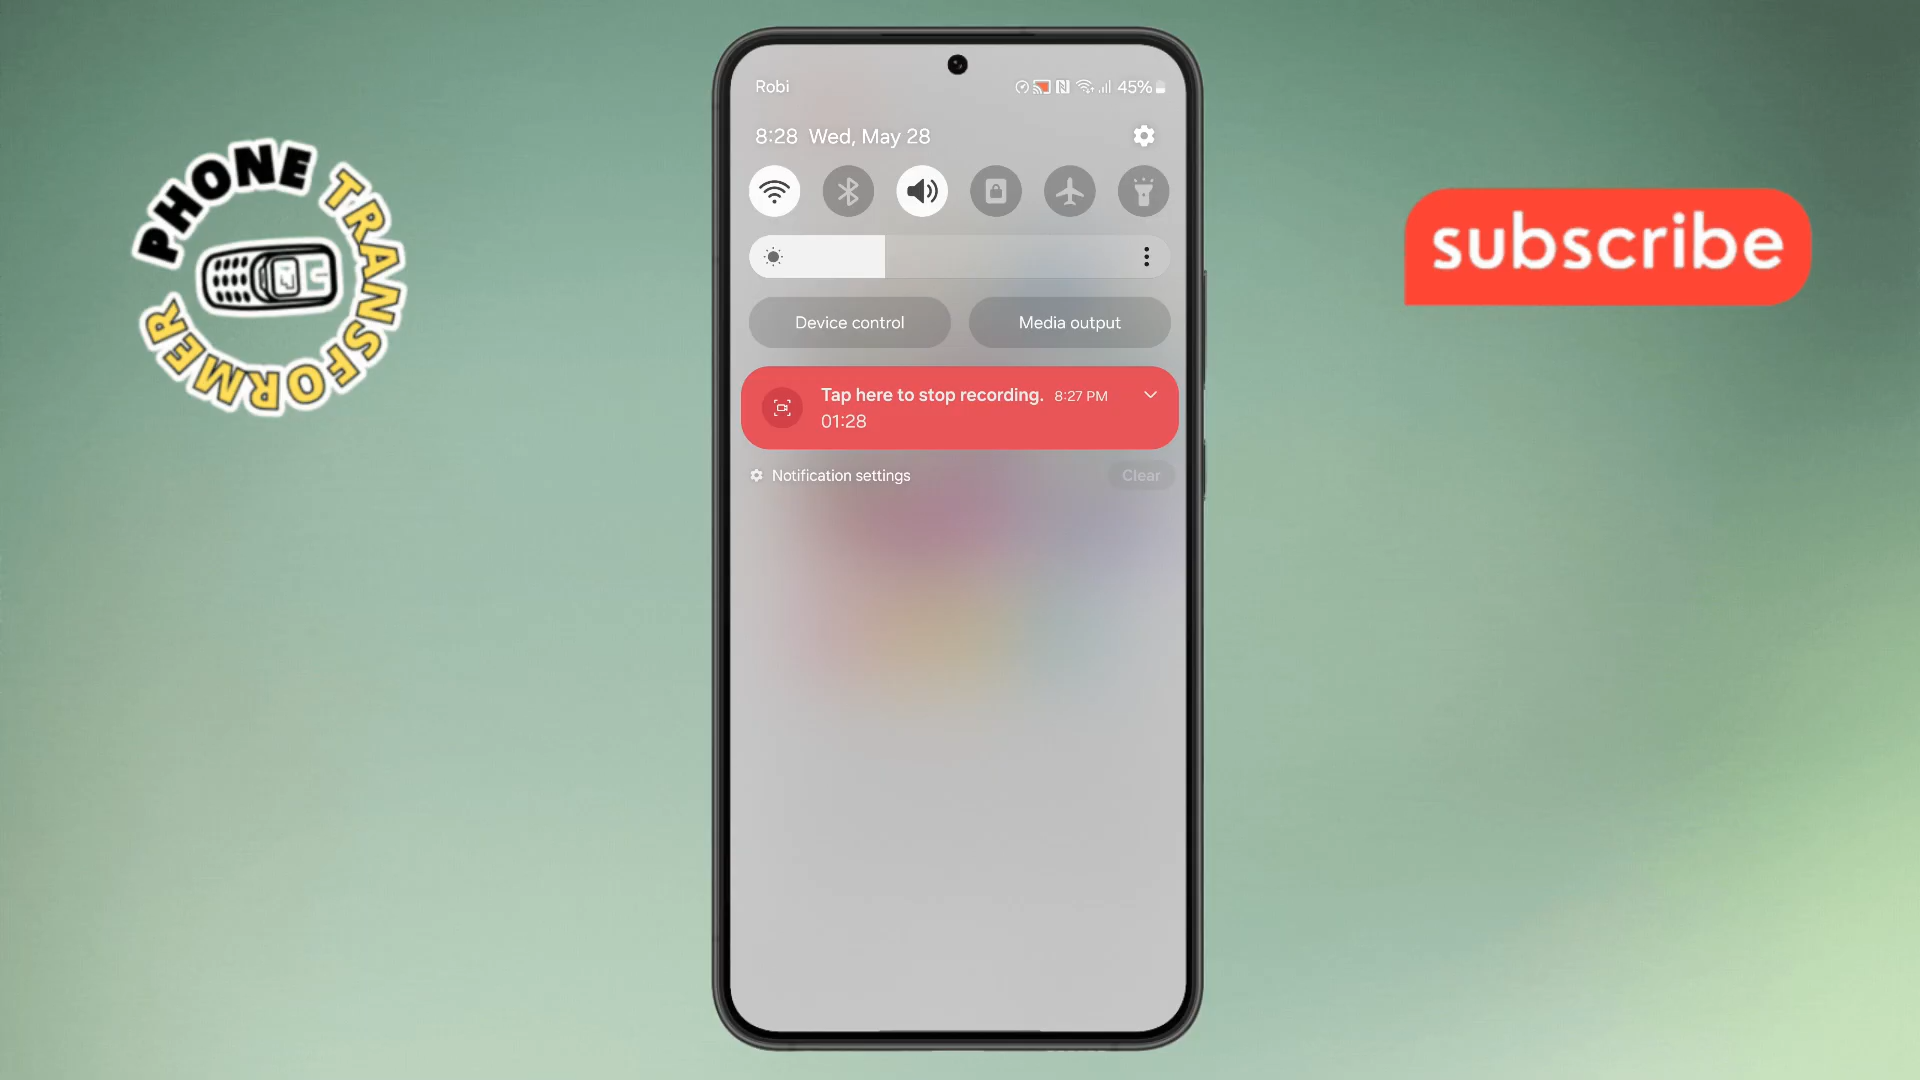 PHONE TRANSFORMER
subscribe
Robi
45%
8:28 Wed, May 28
Device control
Media output
Tap here to stop recording. 8:27 PM
01:28
Notification settings
Clear